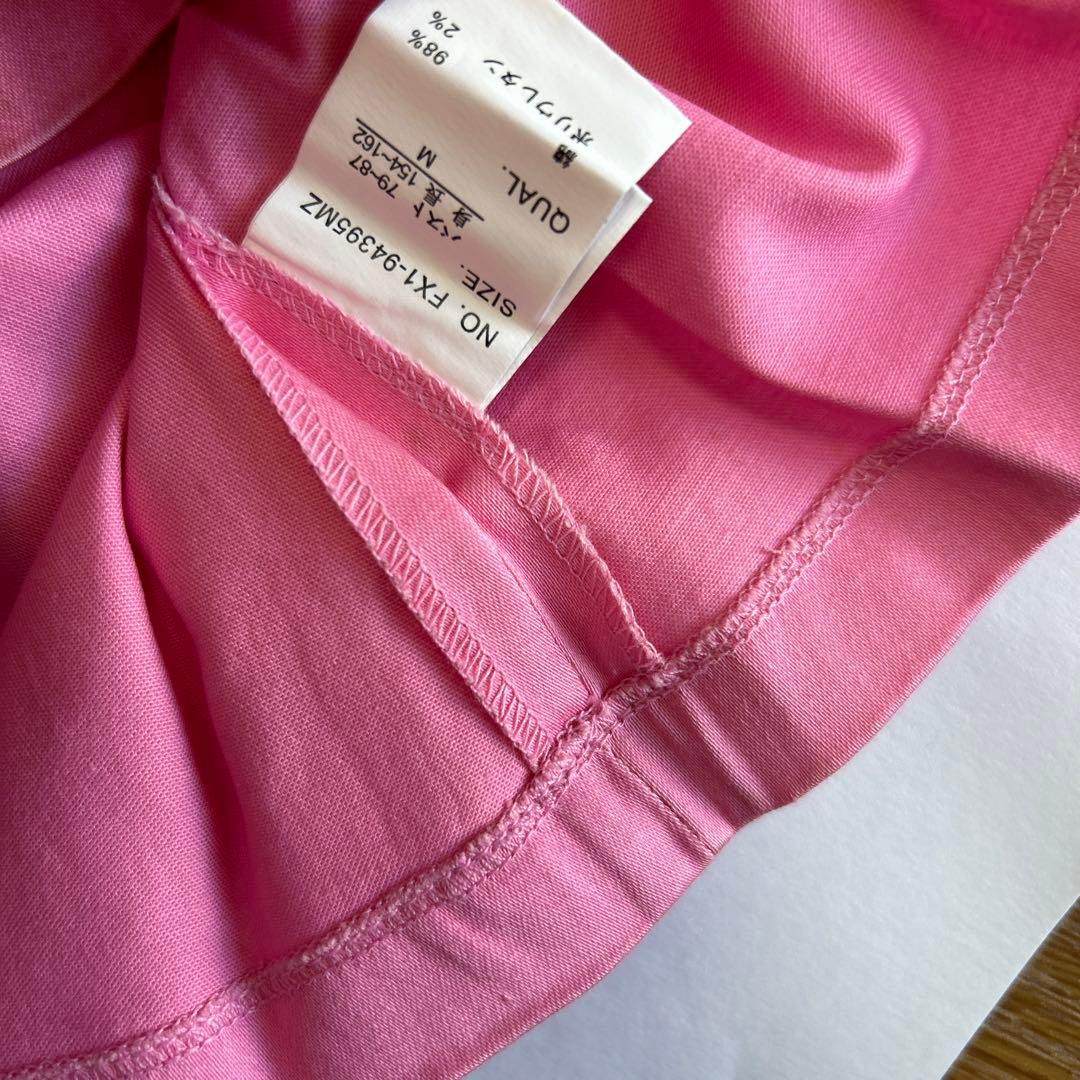 NO. FX1-94395MZ
SIZE.
バスト 79~87
身 長 154~162
M
QUAL.
綿 98%
ポリウレタン 2%